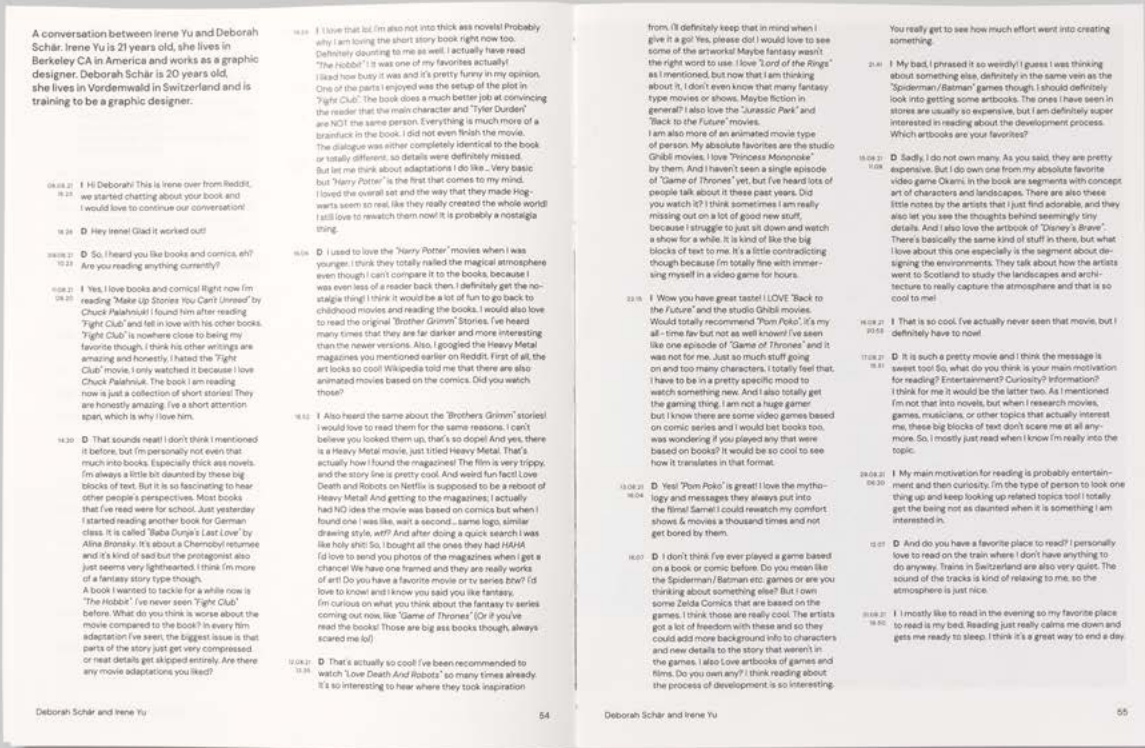 A conversation between Irene Yu and Deborah
Schär. Irene Yu is 21 years old, she lives in
Berkeley CA in America and works as a graphic
designer. Deborah Schär is 20 years old,
she lives in Vordemwald in Switzerland and is
training to be a graphic designer.
I Hi Deborah! This is Irene over from Reddit,
we started chatting about your book and
I would love to continue our conversation!
D Hey Irene! Glad it worked out!
D So, I heard you like books and comics, eh?
Are you reading anything currently?
I Yes, I love books and comics! Right now I'm
reading "Make Up Stories You Can't Unread" by
Chuck Palahniuk! I found him after reading
"Fight Club" and fell in love with his other books.
"Fight Club" is nowhere close to being my
favorite though, I think his other writings are
amazing and honestly, I hated the "Fight
Club" movie, I only watched it because I love
Chuck Palahniuk. The book I am reading
now is just a collection of short stories! They
are honestly amazing. I've a short attention
span, which is why I love him.
14:20 D That sounds neat! I don't think I mentioned
it before, but I'm personally not even that
much into books. Especially thick ass novels.
I'm always a little bit daunted by these big
blocks of text. But it is so fascinating to hear
other people's perspectives. Most books
that I've read were for school. Just yesterday
I started reading another book for German
class. It is called "Baba Dunja's Last Love" by
Alina Bronsky. It's about a Chernobyl returnee
and it's kind of sad but the protagonist also
just seems very lighthearted. I think I'm more
of a fantasy story type though.
A book I wanted to tackle for a while now is
"The Hobbit". I've never seen "Fight Club"
before. What do you think is worse about the
movie compared to the book? In every film
adaptation I've seen, the biggest issue is that
parts of the story just get very compressed
or neat details get skipped entirely. Are there
any movie adaptations you liked?
I I love that lol I'm also not into thick ass novels! Probably
why I am loving the short story book right now too.
Definitely daunting to me as well. I actually have read
"The Hobbit"! It was one of my favorites actually!
I liked how busy it was and it's pretty funny in my opinion.
One of the parts I enjoyed was the setup of the plot in
"Fight Club". The book does a much better job at convincing
the reader that the main character and "Tyler Durden"
are NOT the same person. Everything is much more of a
brainfuck in the book. I did not even finish the movie.
The dialogue was either completely identical to the book
or totally different, so details were definitely missed.
But let me think about adaptations I do like... Very basic
but "Harry Potter" is the first that comes to my mind.
I loved the overall set and the way that they made Hog-
warts seem so real, like they really created the whole world!
I still love to rewatch them now! It is probably a nostalgia
thing.
D I used to love the "Harry Potter" movies when I was
younger. I think they totally nailed the magical atmosphere
even though I can't compare it to the books, because I
was even less of a reader back then. I definitely get the no-
stalgia thing! I think it would be a lot of fun to go back to
childhood movies and reading the books. I would also love
to read the original "Brother Grimm" Stories. I've heard
many times that they are far darker and more interesting
than the newer versions. Also, I googled the Heavy Metal
magazines you mentioned earlier on Reddit. First of all, the
art looks so cool! Wikipedia told me that there are also
animated movies based on the comics. Did you watch
those?
I Also heard the same about the "Brothers Grimm" stories!
I would love to read them for the same reasons. I can't
believe you looked them up, that's so dope! And yes, there
is a Heavy Metal movie, just titled Heavy Metal. That's
actually how I found the magazines! The film is very trippy,
and the story line is pretty cool. And weird fun fact! Love
Death and Robots on Netflix is supposed to be a reboot of
Heavy Metal! And getting to the magazines; I actually
had NO idea the movie was based on comics but when I
found one I was like, wait a second... same logo, similar
drawing style, wtf? And after doing a quick search I was
like holy shit! So, I bought all the ones they had HAHA
I'd love to send you photos of the magazines when I get a
chance! We have one framed and they are really works
of art! Do you have a favorite movie or tv series btw? I'd
love to know! and I know you said you like fantasy,
I'm curious on what you think about the fantasy tv series
coming out now, like "Game of Thrones" (Or if you've
read the books! Those are big ass books though, always
scared me lol)
D That's actually so cool! I've been recommended to
watch "Love Death And Robots" so many times already.
It's so interesting to hear where they took inspiration
Deborah Schär and Irene Yu
54
from. I'll definitely keep that in mind when I
give it a go! Yes, please do! I would love to see
some of the artworks! Maybe fantasy wasn't
the right word to use. I love "Lord of the Rings"
as I mentioned, but now that I am thinking
about it, I don't even know that many fantasy
type movies or shows. Maybe fiction in
general? I also love the "Jurassic Park" and
"Back to the Future" movies.
I am also more of an animated movie type
of person. My absolute favorites are the studio
Ghibli movies, I love "Princess Mononoke"
by them. And I haven't seen a single episode
of "Game of Thrones" yet, but I've heard lots of
people talk about it these past years. Did
you watch it? I think sometimes I am really
missing out on a lot of good new stuff,
because I struggle to just sit down and watch
a show for a while. It is kind of like the big
blocks of text to me. It's a little contradicting
though because I'm totally fine with immer-
sing myself in a video game for hours.
I Wow you have great taste! I LOVE "Back to
the Future" and the studio Ghibli movies.
Would totally recommend "Pom Poko", it's my
all-time fav but not as well known! I've seen
like one episode of "Game of Thrones" and it
was not for me. Just so much stuff going
on and too many characters, I totally feel that.
I have to be in a pretty specific mood to
watch something new. And I also totally get
the gaming thing. I am not a huge gamer
but I know there are some video games based
on comic series and I would bet books too,
was wondering if you played any that were
based on books? It would be so cool to see
how it translates in that format.
D Yes! "Pom Poko" is great! I love the mytho-
logy and messages they always put into
the films! Same! I could rewatch my comfort
shows & movies a thousand times and not
get bored by them.
16:07 D I don't think I've ever played a game based
on a book or comic before. Do you mean like
the Spiderman/Batman etc. games or are you
thinking about something else? But I own
some Zelda Comics that are based on the
games. I think those are really cool. The artists
got a lot of freedom with these and so they
could add more background info to characters
and new details to the story that weren't in
the games. I also Love artbooks of games and
films. Do you own any? I think reading about
the process of development is so interesting.
You really get to see how much effort went into creating
something.
21:41 I My bad, I phrased it so weirdly! I guess I was thinking
about something else, definitely in the same vein as the
"Spiderman/Batman" games though. I should definitely
look into getting some artbooks. The ones I have seen in
stores are usually so expensive, but I am definitely super
interested in reading about the development process.
Which artbooks are your favorites?
D Sadly, I do not own many. As you said, they are pretty
expensive. But I do own one from my absolute favorite
video game Okami. In the book are segments with concept
art of characters and landscapes. There are also these
little notes by the artists that I just find adorable, and they
also let you see the thoughts behind seemingly tiny
details. And I also love the artbook of "Disney's Brave".
There's basically the same kind of stuff in there, but what
I love about this one especially is the segment about de-
signing the environments. They talk about how the artists
went to Scotland to study the landscapes and archi-
tecture to really capture the atmosphere and that is so
cool to me!
I That is so cool. I've actually never seen that movie, but I
definitely have to now!
D It is such a pretty movie and I think the message is
sweet too! So, what do you think is your main motivation
for reading? Entertainment? Curiosity? Information?
I think for me it would be the latter two. As I mentioned
I'm not that into novels, but when I research movies,
games, musicians, or other topics that actually interest
me, these big blocks of text don't scare me at all any-
more. So, I mostly just read when I know I'm really into the
topic.
I My main motivation for reading is probably entertain-
ment and then curiosity. I'm the type of person to look one
thing up and keep looking up related topics too! I totally
get the being not as daunted when it is something I am
interested in.
D And do you have a favorite place to read? I personally
love to read on the train where I don't have anything to
do anyway. Trains in Switzerland are also very quiet. The
sound of the tracks is kind of relaxing to me, so the
atmosphere is just nice.
I I mostly like to read in the evening so my favorite place
to read is my bed. Reading just really calms me down and
gets me ready to sleep. I think it's a great way to end a day.
Deborah Schär and Irene Yu
55